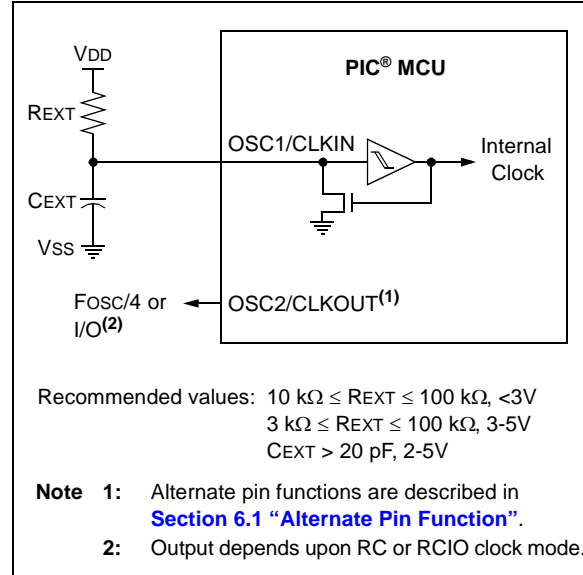 VDD
PIC® MCU
REXT
OSC1/CLKIN
Internal
Clock
CEXT
VSS
FOSC/4 or
I/O(2)
OSC2/CLKOUT(1)
Recommended values: 10 kΩ ≤ REXT ≤ 100 kΩ, <3V
3 kΩ ≤ REXT ≤ 100 kΩ, 3-5V
CEXT > 20 pF, 2-5V
Note 1: Alternate pin functions are described in
Section 6.1 “Alternate Pin Function”.
2: Output depends upon RC or RCIO clock mode.